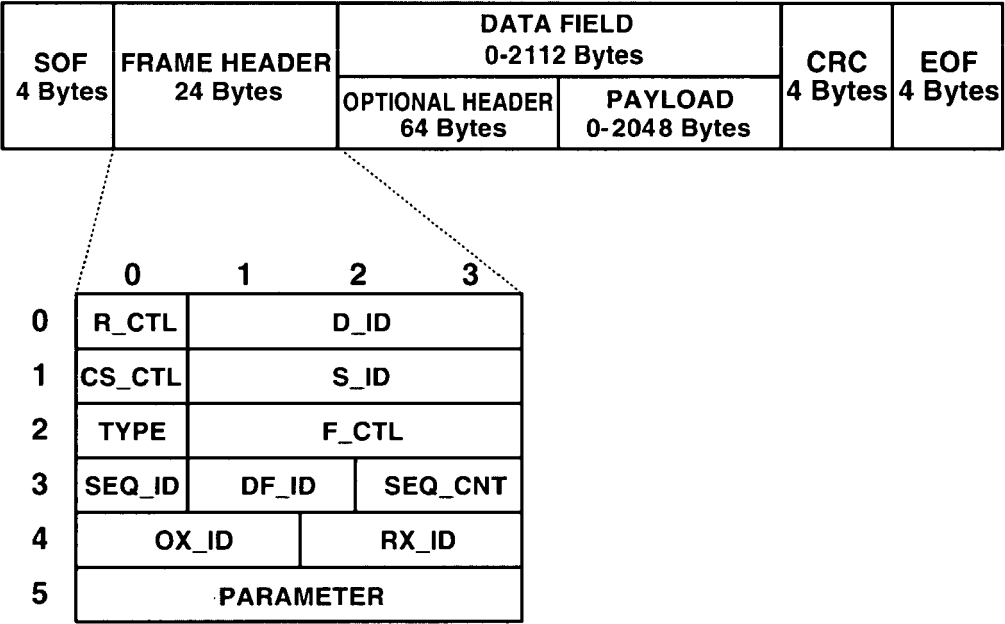 SOF
4 Bytes
FRAME HEADER
24 Bytes
DATA FIELD
0-2112 Bytes
OPTIONAL HEADER
64 Bytes
PAYLOAD
0-2048 Bytes
CRC
4 Bytes
EOF
4 Bytes
0 1 2 3
0 R_CTL D_ID
1 CS_CTL S_ID
2 TYPE F_CTL
3 SEQ_ID DF_ID SEQ_CNT
4 OX_ID RX_ID
5 PARAMETER